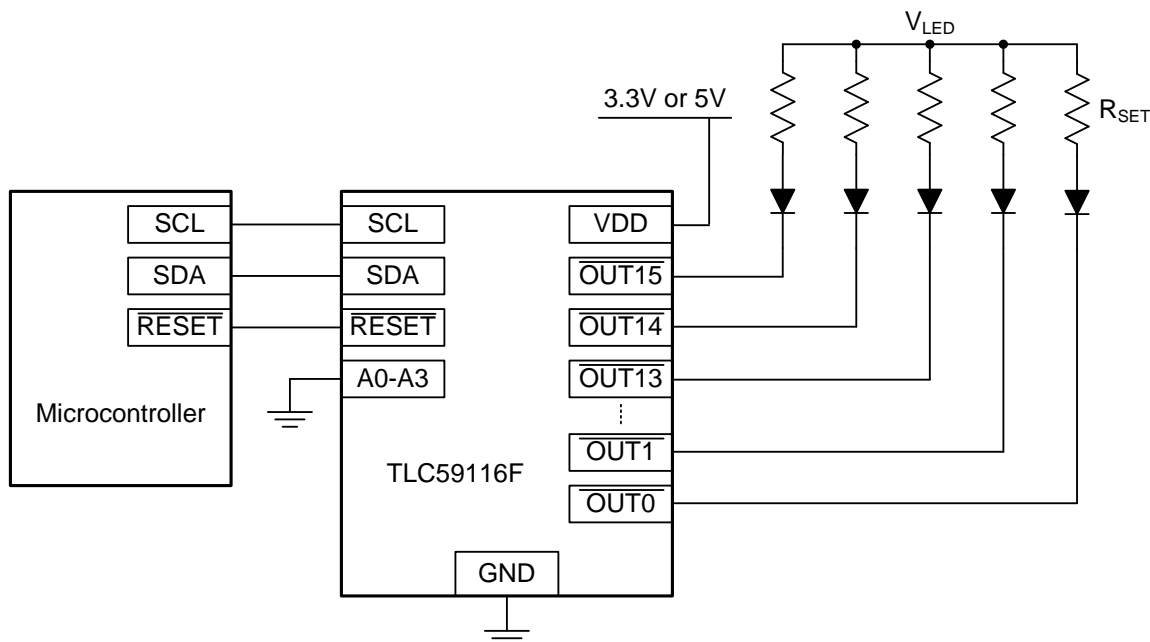 V_LED
3.3V or 5V
R_SET
SCL
SDA
RESET
Microcontroller
SCL
SDA
RESET
A0-A3
TLC59116F
GND
VDD
OUT15
OUT14
OUT13
OUT1
OUT0